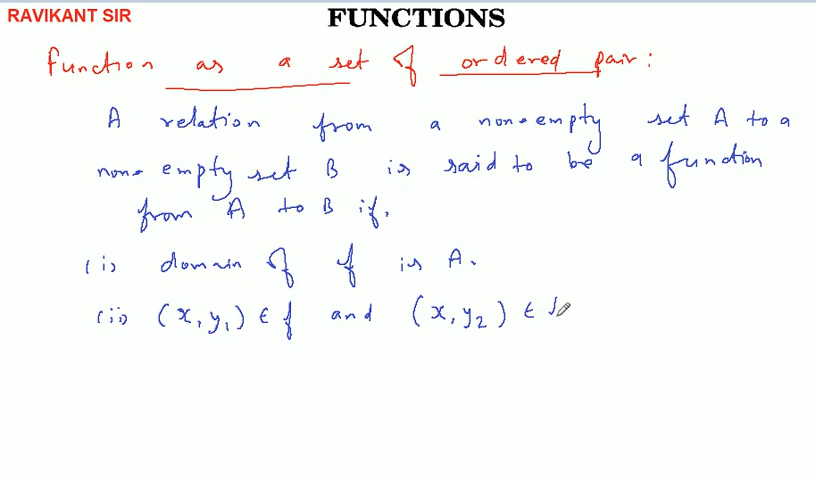 RAVIKANT SIR
FUNCTIONS
Function as a set of ordered pair:
A relation from a non-empty set A to a
non-empty set B is said to be a function
from A to B if,
(i) domain of f is A.
(ii) (x, y₁) ∈ f and (x, y₂) ∈